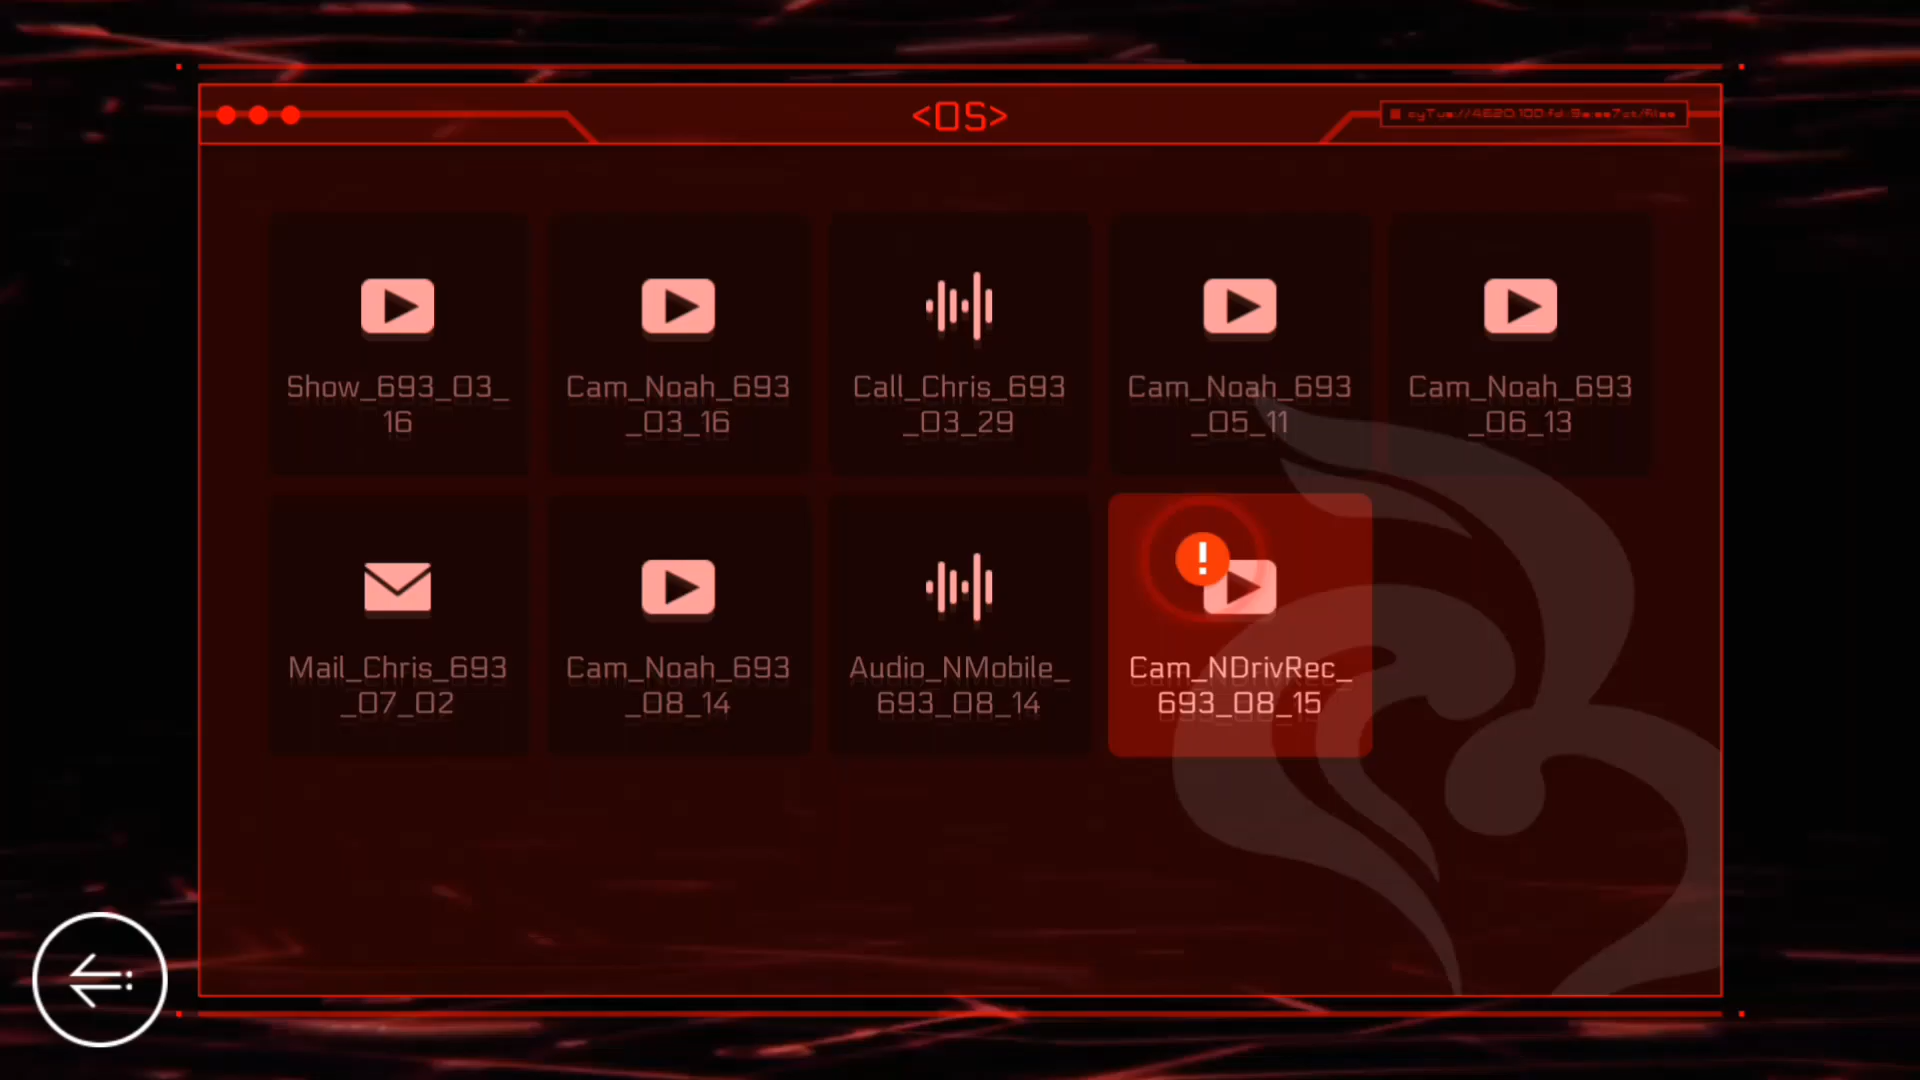 <OS>
Show_693_03_
16
Cam_Noah_693
_03_16
Call_Chris_693
_03_29
Cam_Noah_693
_05_11
Cam_Noah_693
_06_13
Mail_Chris_693
_07_02
Cam_Noah_693
_08_14
Audio_NMobile_
693_08_14
!
Cam_NDrivRec_
693_08_15